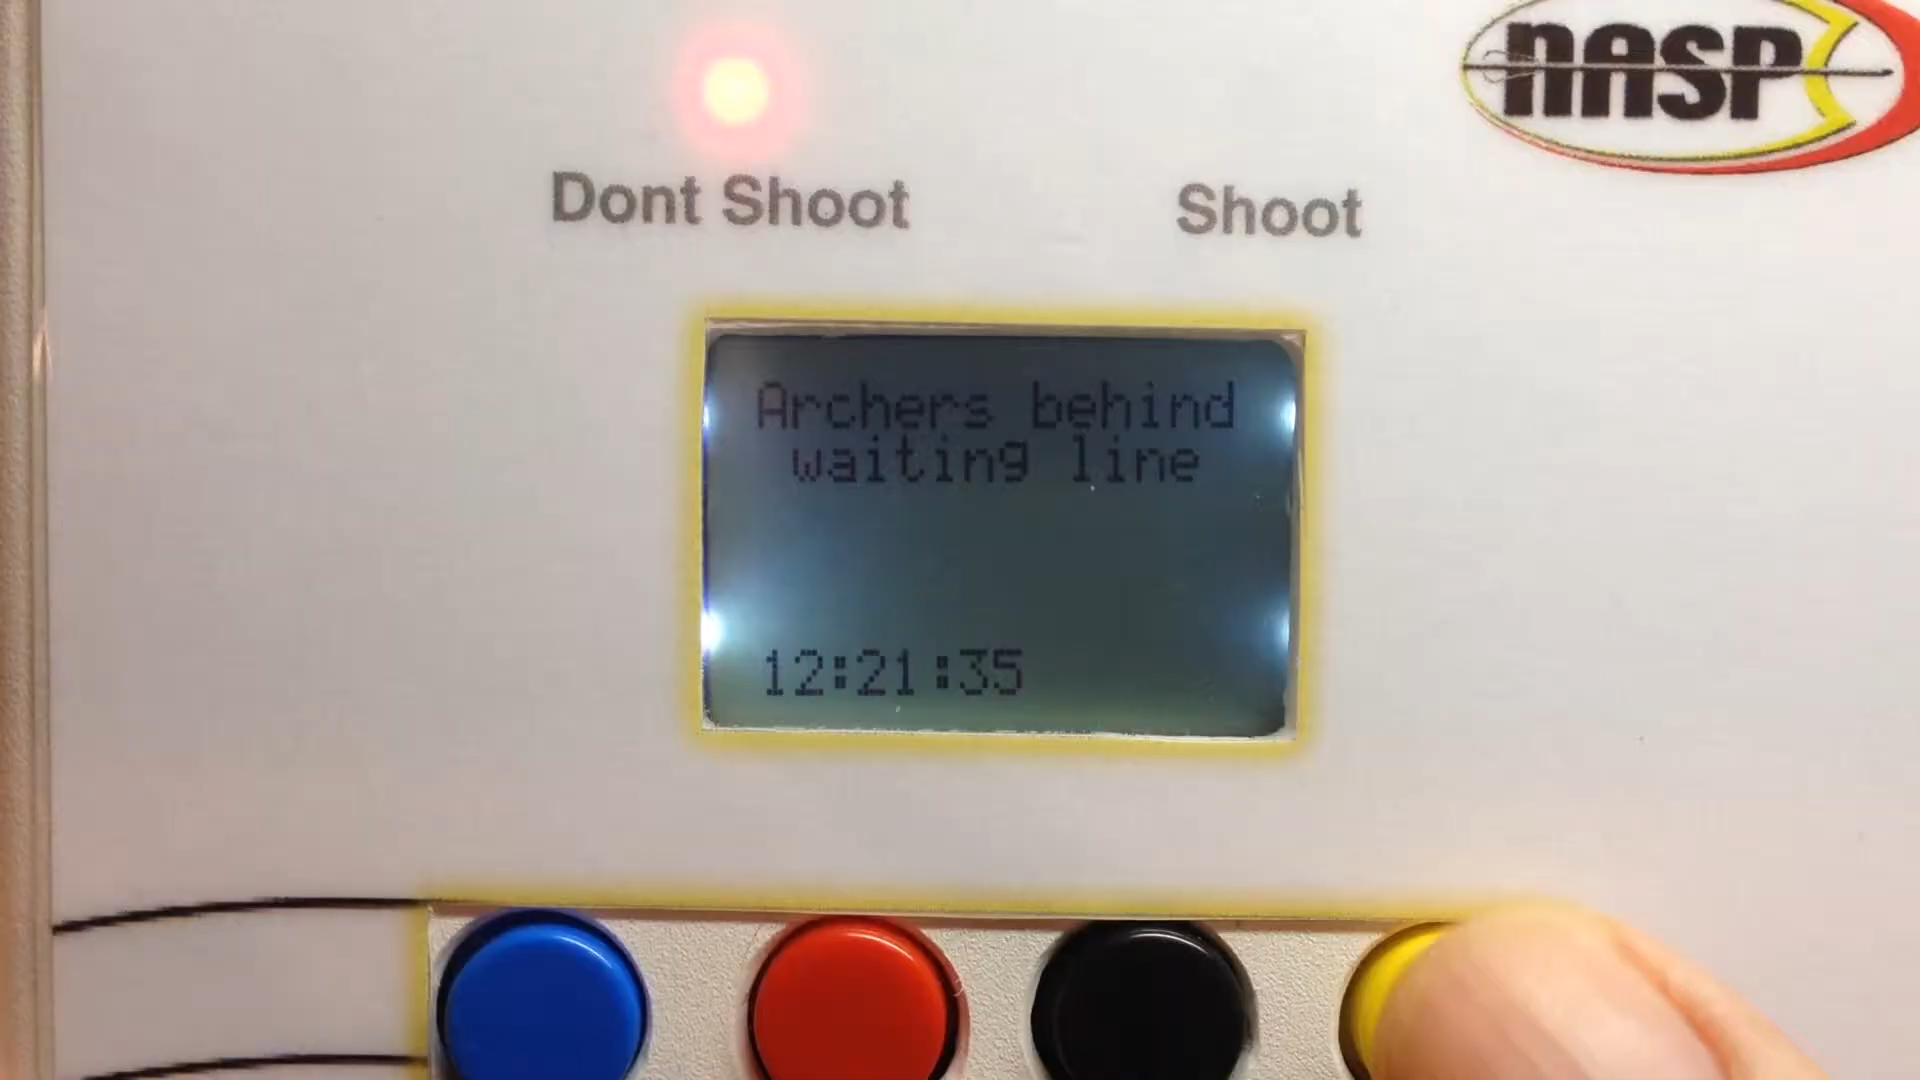 NASP
Dont Shoot
Shoot
Archers behind
waiting line
12:21:35